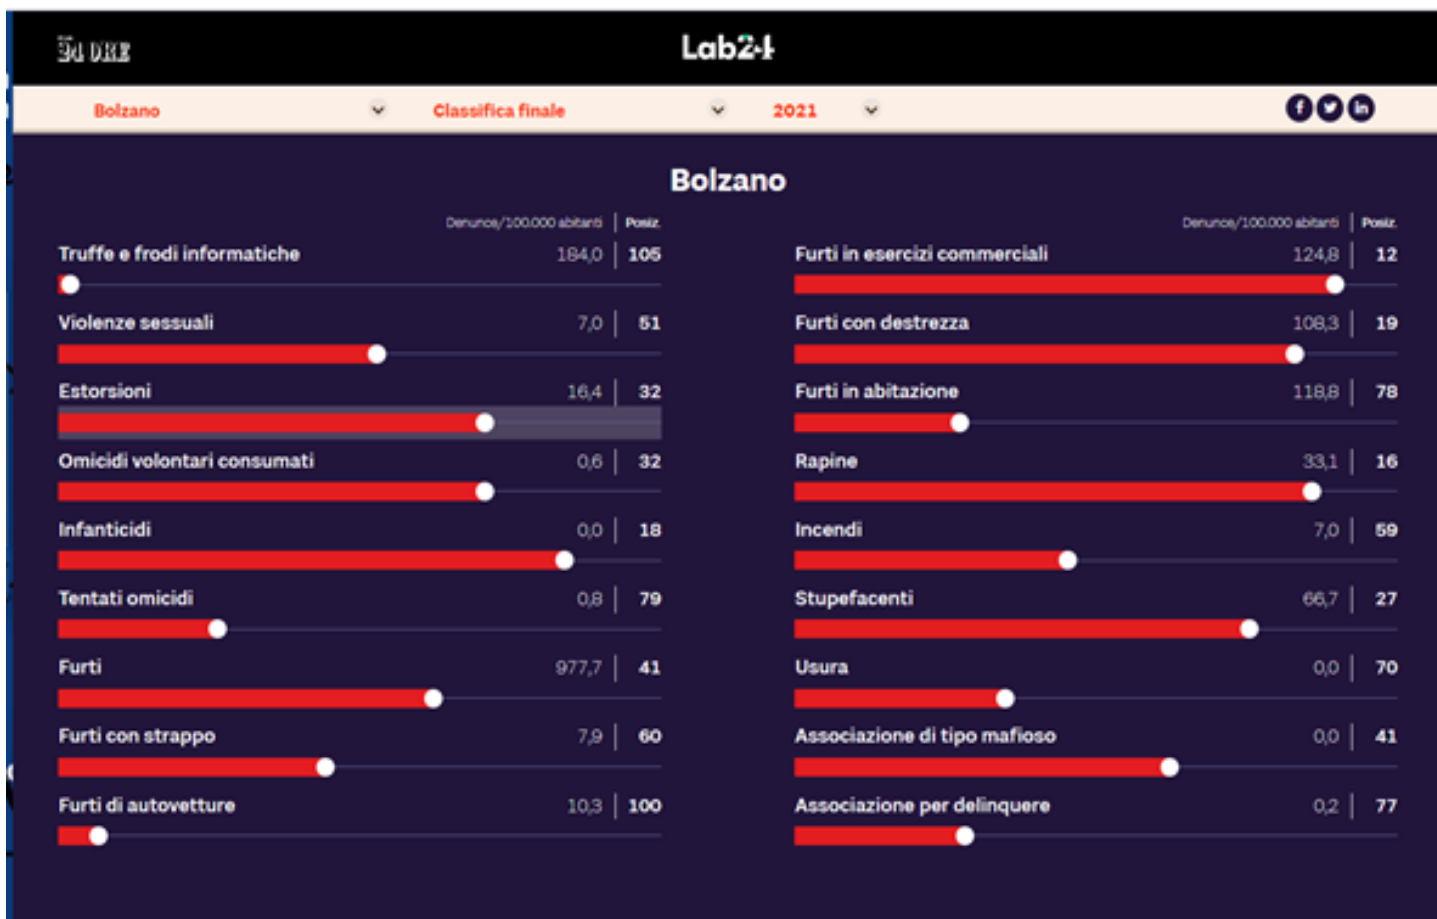 24 ORE
Lab24
Bolzano Classifica finale 2021
Bolzano
Denunce/100.000 abitanti Posiz.
Truffe e frodi informatiche 184,0 105
Violenze sessuali 7,0 51
Estorsioni 16,4 32
Omicidi volontari consumati 0,6 32
Infanticidi 0,0 18
Tentati omicidi 0,8 79
Furti 977,7 41
Furti con strappo 7,9 60
Furti di autovetture 10,3 100
Denunce/100.000 abitanti Posiz.
Furti in esercizi commerciali 124,8 12
Furti con destrezza 108,3 19
Furti in abitazione 118,8 78
Rapine 33,1 16
Incendi 7,0 59
Stupefacenti 66,7 27
Usura 0,0 70
Associazione di tipo mafioso 0,0 41
Associazione per delinquere 0,2 77